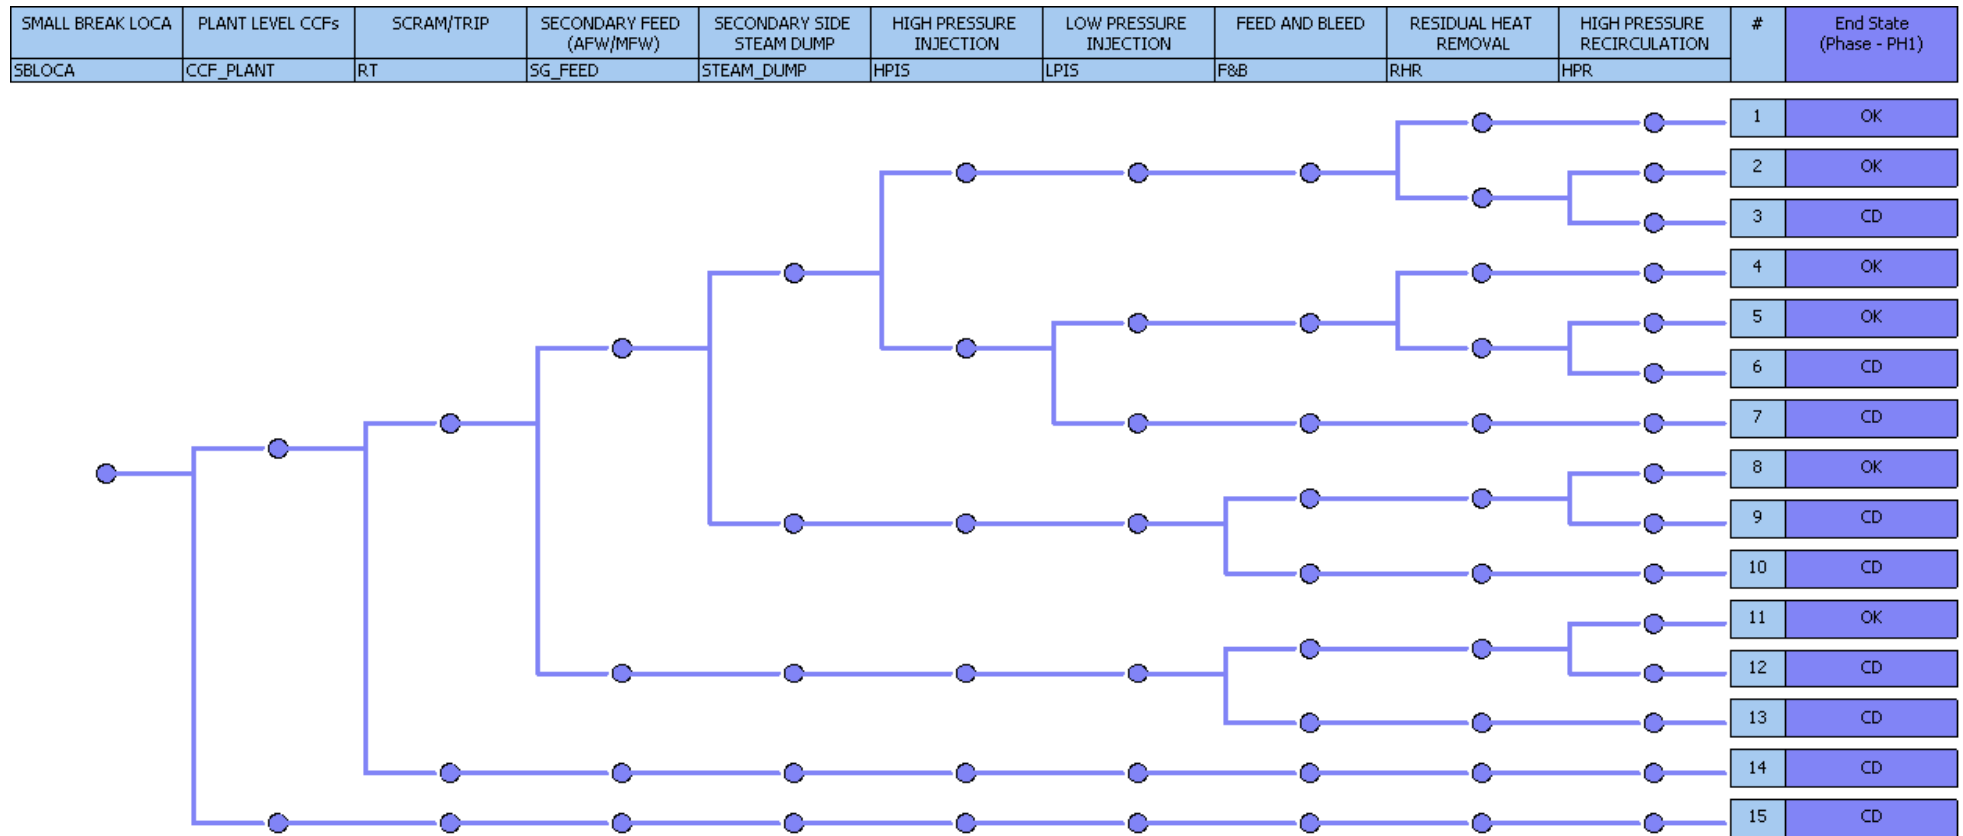 SMALL BREAK LOCA
PLANT LEVEL CCFs
SCRAM/TRIP
SECONDARY FEED
(AFW/MFW)
SECONDARY SIDE
STEAM DUMP
HIGH PRESSURE
INJECTION
LOW PRESSURE
INJECTION
FEED AND BLEED
RESIDUAL HEAT
REMOVAL
HIGH PRESSURE
RECIRCULATION
#
End State
(Phase - PH1)
SBLOCA
CCF_PLANT
RT
SG_FEED
STEAM_DUMP
HPIS
LPIS
F&B
RHR
HPR
1 OK
2 OK
3 CD
4 OK
5 OK
6 CD
7 CD
8 OK
9 CD
10 CD
11 OK
12 CD
13 CD
14 CD
15 CD